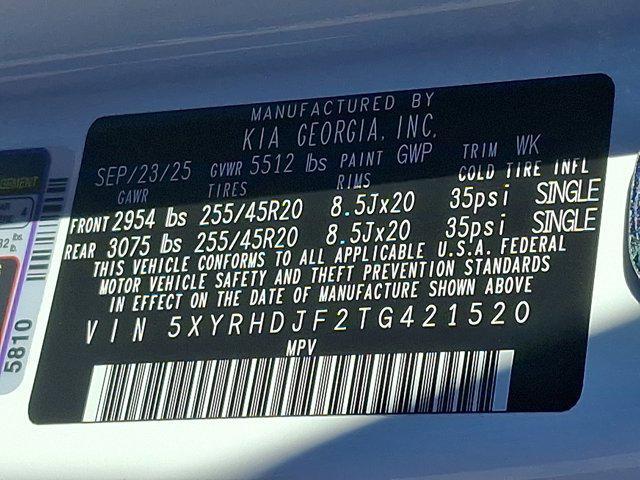 MANUFACTURED BY
KIA GEORGIA, INC.
SEP/23/25 GVWR 5512 lbs PAINT GWP TRIM WK
GAWR TIRES RIMS COLD TIRE INFL
FRONT 2954 lbs 255/45R20 8.5Jx20 35psi SINGLE
REAR 3075 lbs 255/45R20 8.5Jx20 35psi SINGLE
THIS VEHICLE CONFORMS TO ALL APPLICABLE U.S.A. FEDERAL
MOTOR VEHICLE SAFETY AND THEFT PREVENTION STANDARDS
IN EFFECT ON THE DATE OF MANUFACTURE SHOWN ABOVE
VIN 5XYRHDJF2TG421520
MPV
5810